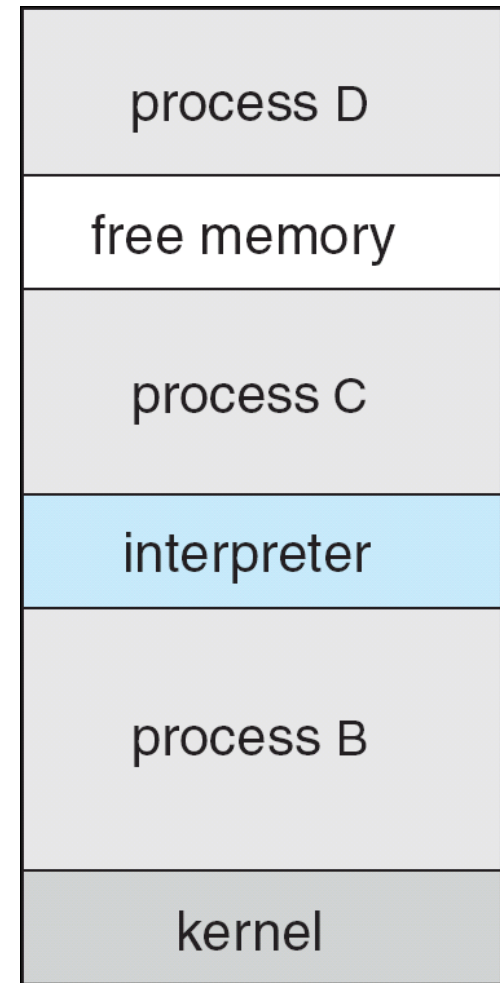 process D
free memory
process C
interpreter
process B
kernel